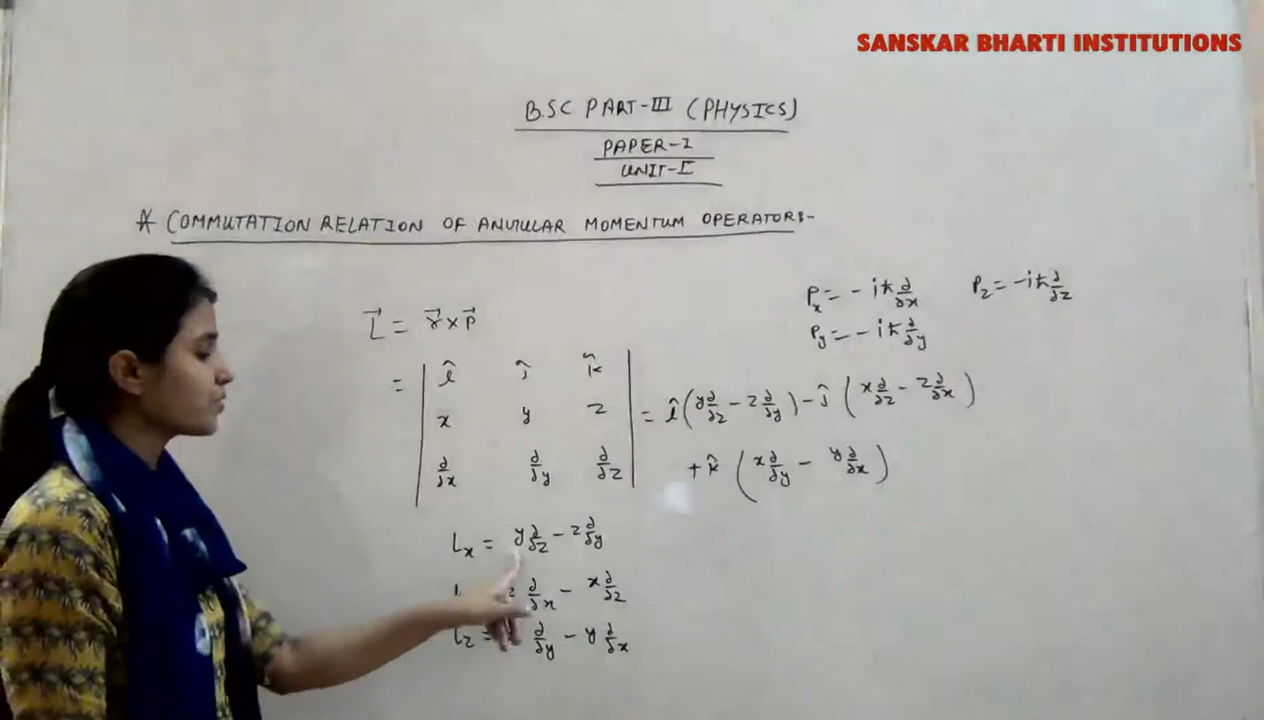 SANSKAR BHARTI INSTITUTIONS
B.SC PART-III (PHYSICS)
PAPER-I
UNIT-I
* COMMUTATION RELATION OF ANGULAR MOMENTUM OPERATORS-
Px = -iħ ∂/∂x   Pz = -iħ ∂/∂z
Py = -iħ ∂/∂y
L⃗ = r⃗ × P⃗
= | î ĵ k̂ |
| x y z |
| ∂/∂x ∂/∂y ∂/∂z |
= î (y∂/∂z - z∂/∂y) - ĵ (x∂/∂z - z∂/∂x)
+ k̂ (x∂/∂y - y∂/∂x)
Lx = y∂/∂z - z∂/∂y
∂/∂x - x∂/∂z
Lz = ∂/∂y - y∂/∂x